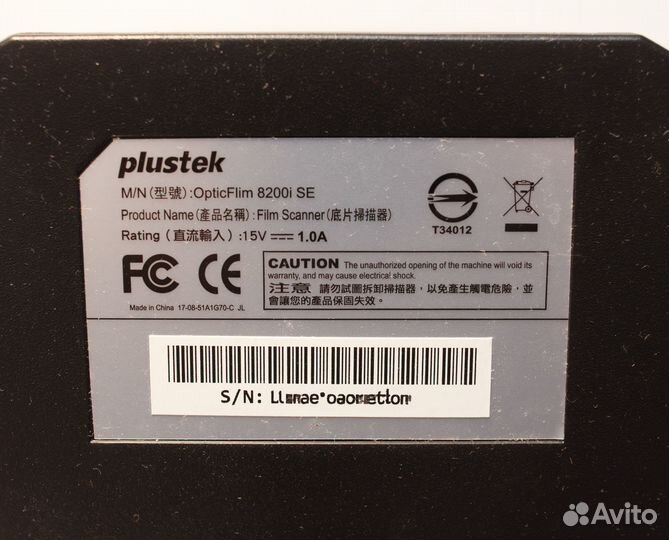 plustek
M/N(型號):OpticFlim 8200i SE
Product Name(產品名稱):Film Scanner(底片掃描器)
Rating (直流輸入) :15V 1.0A
T34012
FC CE
CAUTION The unauthorized opening of the machine will void its
warranty, and may cause electrical shock.
注意 請勿試圖拆卸掃描器，以免產生觸電危險，並
會讓您的產品保固失效。
Made in China 17-08-51A1G70-C JL
S/N:
Avito